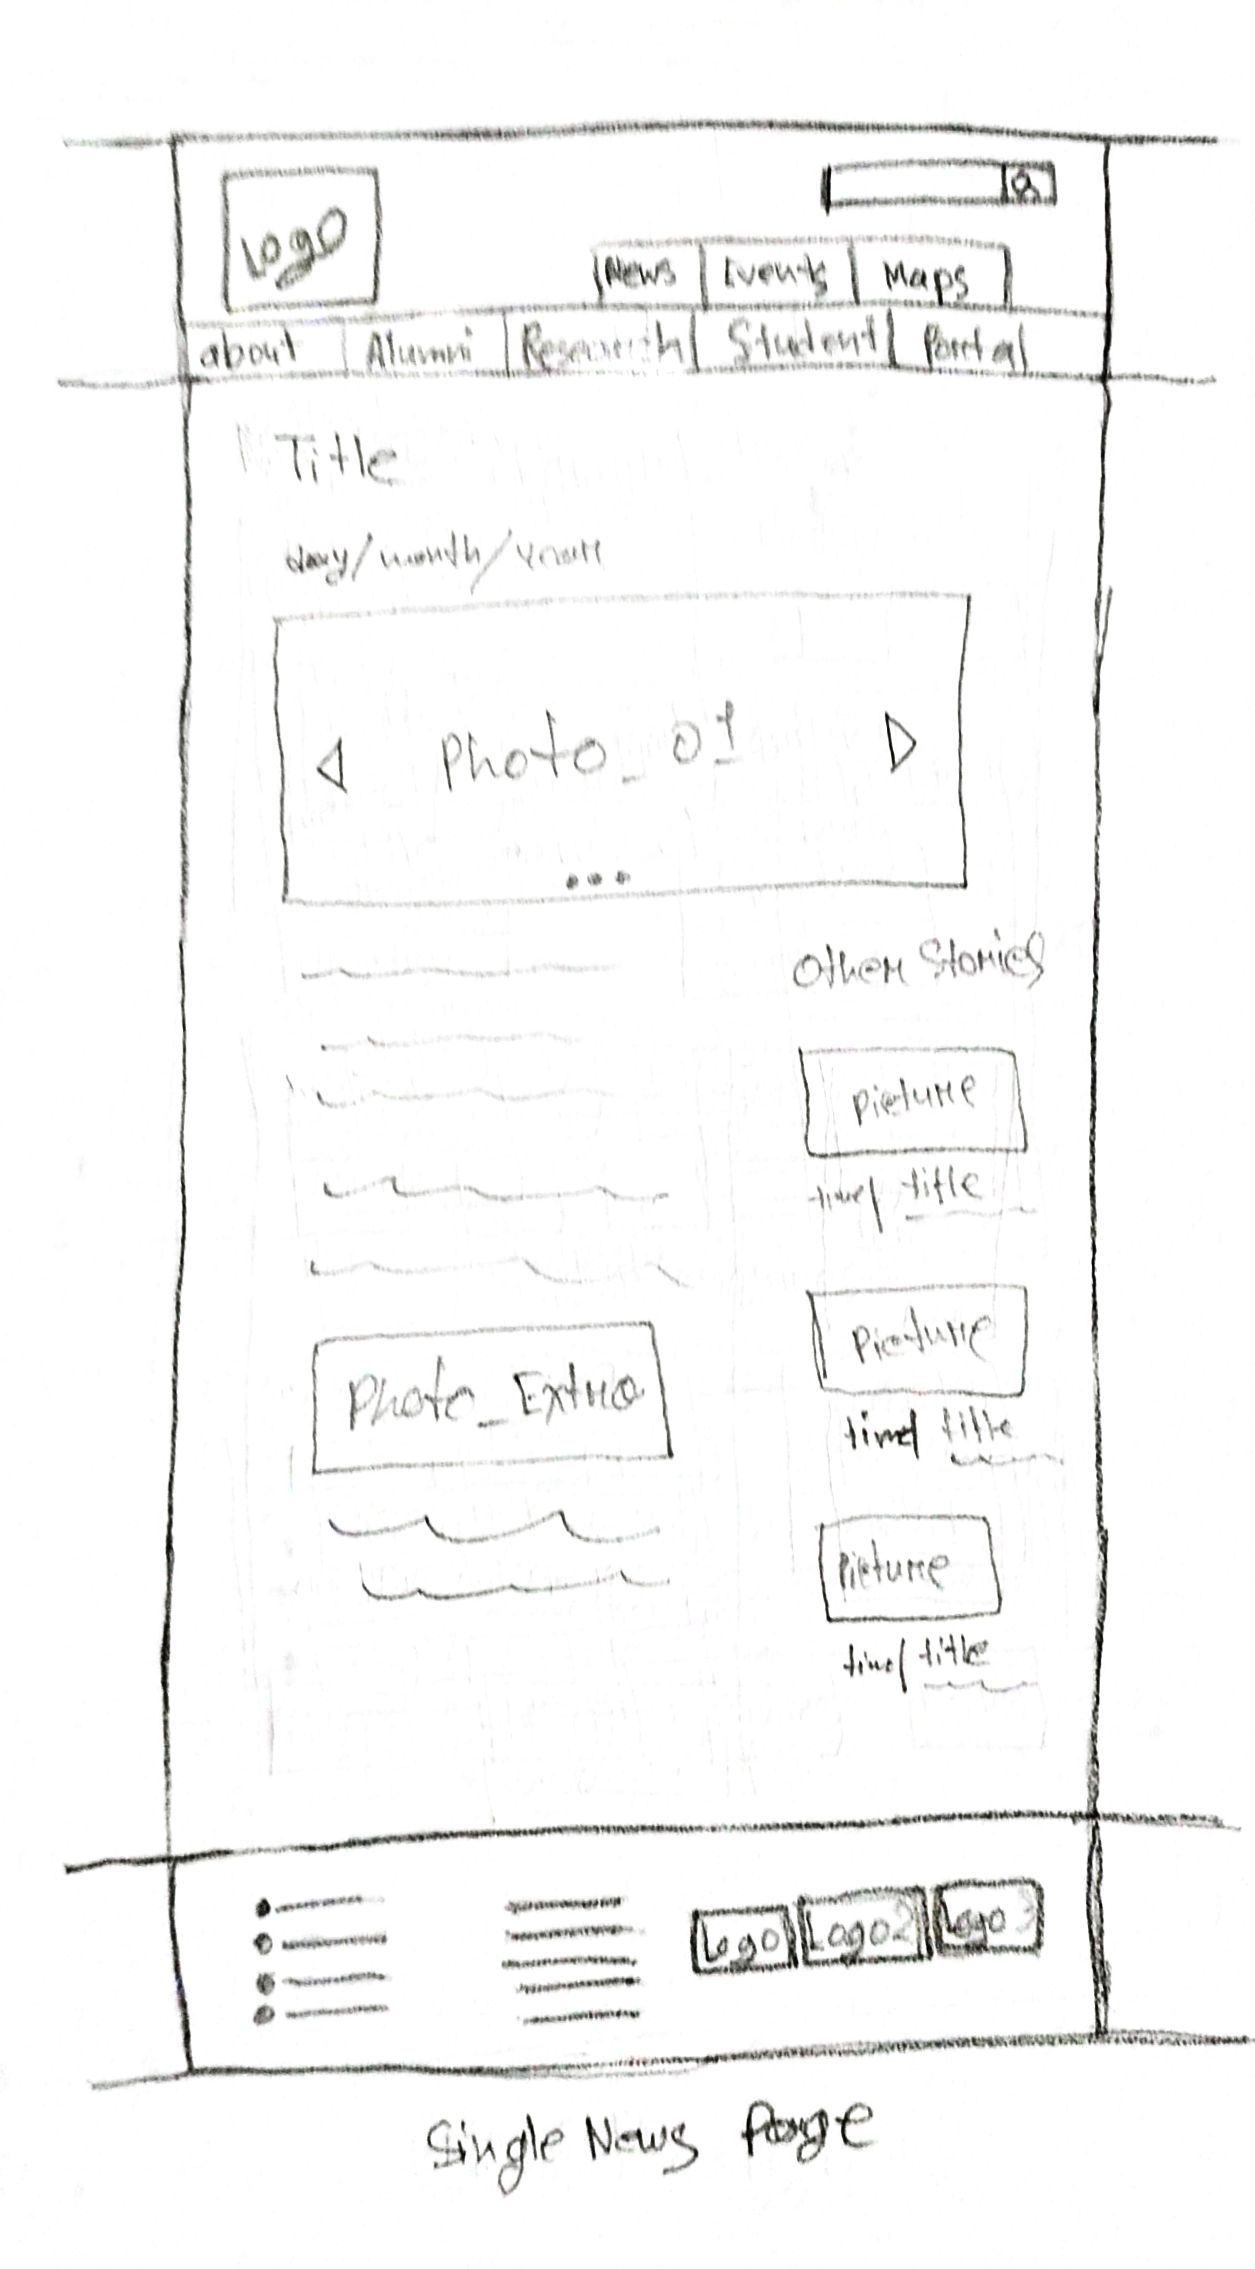 Logo
News Events Maps
about Alumni Research Student Portal
Title
day/month/year
Photo_01
Other Stories
Picture
time/ title
Picture
time/ title
Photo_Extra
Picture
time/ title
Logo Logo2 Logo3
Single News Page